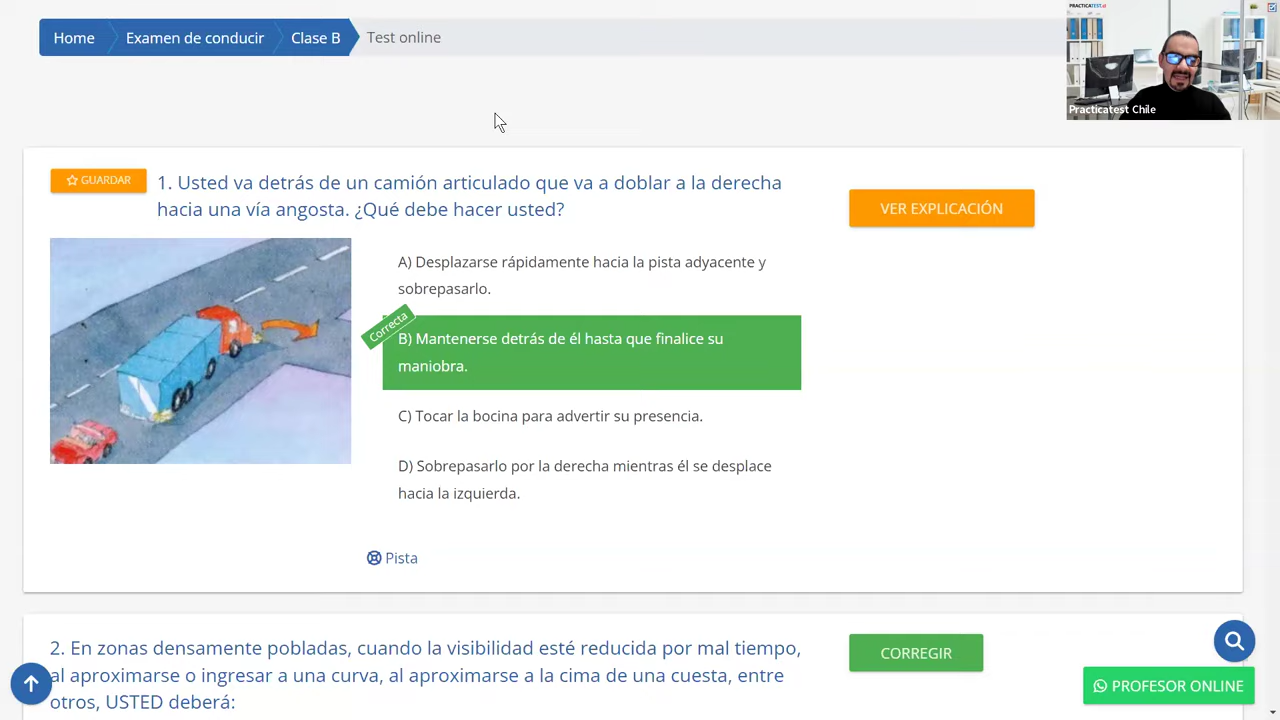 Home
Examen de conducir
Clase B
Test online
PRACTICATEST.cl
Practicatest Chile
GUARDAR
1. Usted va detrás de un camión articulado que va a doblar a la derecha
hacia una vía angosta. ¿Qué debe hacer usted?
VER EXPLICACIÓN
A) Desplazarse rápidamente hacia la pista adyacente y
sobrepasarlo.
Correcta
B) Mantenerse detrás de él hasta que finalice su
maniobra.
C) Tocar la bocina para advertir su presencia.
D) Sobrepasarlo por la derecha mientras él se desplace
hacia la izquierda.
Pista
2. En zonas densamente pobladas, cuando la visibilidad esté reducida por mal tiempo,
al aproximarse o ingresar a una curva, al aproximarse a la cima de una cuesta, entre
otros, USTED deberá:
CORREGIR
PROFESOR ONLINE